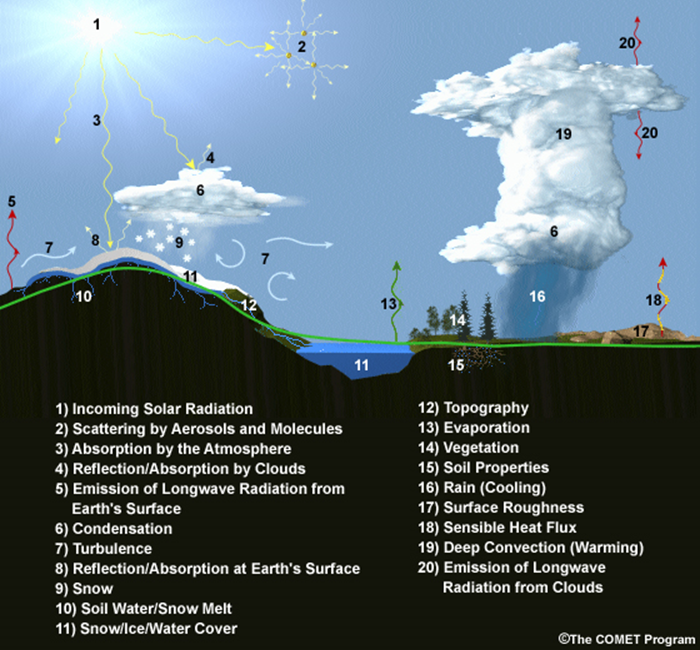 1
2
20
3
19
20
4
6
5
8
9
6
7
7
11
10
12
13
14
16
18
17
11
15
1) Incoming Solar Radiation
2) Scattering by Aerosols and Molecules
3) Absorption by the Atmosphere
4) Reflection/Absorption by Clouds
5) Emission of Longwave Radiation from
Earth's Surface
6) Condensation
7) Turbulence
8) Reflection/Absorption at Earth's Surface
9) Snow
10) Soil Water/Snow Melt
11) Snow/Ice/Water Cover
12) Topography
13) Evaporation
14) Vegetation
15) Soil Properties
16) Rain (Cooling)
17) Surface Roughness
18) Sensible Heat Flux
19) Deep Convection (Warming)
20) Emission of Longwave
Radiation from Clouds
©The COMET Program